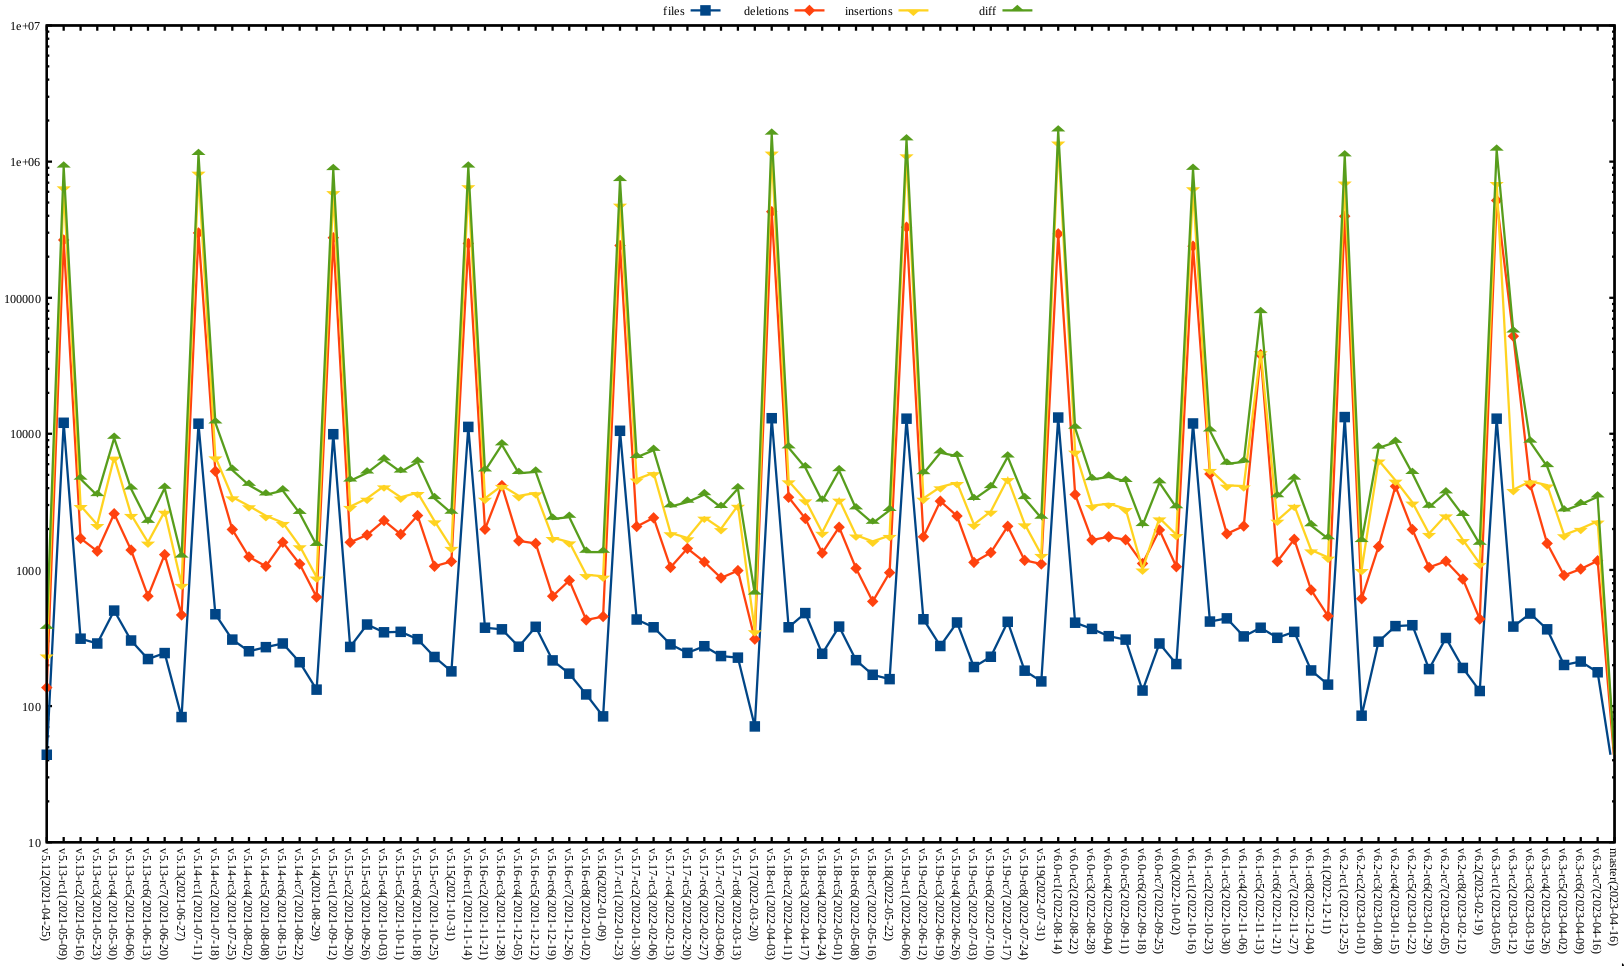 files deletions insertions diff
1e+07
1e+06
100000
10000
1000
100
10
v5.12(2021-04-25)
v5.13-rc1(2021-05-09)
v5.13-rc2(2021-05-16)
v5.13-rc3(2021-05-23)
v5.13-rc4(2021-05-30)
v5.13-rc5(2021-06-06)
v5.13-rc6(2021-06-13)
v5.13-rc7(2021-06-20)
v5.13(2021-06-27)
v5.14-rc1(2021-07-11)
v5.14-rc2(2021-07-18)
v5.14-rc3(2021-07-25)
v5.14-rc4(2021-08-02)
v5.14-rc5(2021-08-08)
v5.14-rc6(2021-08-15)
v5.14-rc7(2021-08-22)
v5.14(2021-08-29)
v5.15-rc1(2021-09-12)
v5.15-rc2(2021-09-20)
v5.15-rc3(2021-09-26)
v5.15-rc4(2021-10-03)
v5.15-rc5(2021-10-11)
v5.15-rc6(2021-10-18)
v5.15-rc7(2021-10-25)
v5.15(2021-10-31)
v5.16-rc1(2021-11-14)
v5.16-rc2(2021-11-21)
v5.16-rc3(2021-11-28)
v5.16-rc4(2021-12-05)
v5.16-rc5(2021-12-12)
v5.16-rc6(2021-12-19)
v5.16-rc7(2021-12-26)
v5.16-rc8(2022-01-02)
v5.16(2022-01-09)
v5.17-rc1(2022-01-23)
v5.17-rc2(2022-01-30)
v5.17-rc3(2022-02-06)
v5.17-rc4(2022-02-13)
v5.17-rc5(2022-02-20)
v5.17-rc6(2022-02-27)
v5.17-rc7(2022-03-06)
v5.17-rc8(2022-03-13)
v5.17(2022-03-20)
v5.18-rc1(2022-04-03)
v5.18-rc2(2022-04-11)
v5.18-rc3(2022-04-17)
v5.18-rc4(2022-04-24)
v5.18-rc5(2022-05-01)
v5.18-rc6(2022-05-08)
v5.18-rc7(2022-05-16)
v5.18(2022-05-22)
v5.19-rc1(2022-06-06)
v5.19-rc2(2022-06-12)
v5.19-rc3(2022-06-19)
v5.19-rc4(2022-06-26)
v5.19-rc5(2022-07-03)
v5.19-rc6(2022-07-10)
v5.19-rc7(2022-07-17)
v5.19-rc8(2022-07-24)
v5.19(2022-07-31)
v6.0-rc1(2022-08-14)
v6.0-rc2(2022-08-22)
v6.0-rc3(2022-08-28)
v6.0-rc4(2022-09-04)
v6.0-rc5(2022-09-11)
v6.0-rc6(2022-09-18)
v6.0-rc7(2022-09-25)
v6.0(2022-10-02)
v6.1-rc1(2022-10-16)
v6.1-rc2(2022-10-23)
v6.1-rc3(2022-10-30)
v6.1-rc4(2022-11-06)
v6.1-rc5(2022-11-13)
v6.1-rc6(2022-11-21)
v6.1-rc7(2022-11-27)
v6.1-rc8(2022-12-04)
v6.1(2022-12-11)
v6.2-rc1(2022-12-25)
v6.2-rc2(2023-01-01)
v6.2-rc3(2023-01-08)
v6.2-rc4(2023-01-15)
v6.2-rc5(2023-01-22)
v6.2-rc6(2023-01-29)
v6.2-rc7(2023-02-05)
v6.2-rc8(2023-02-12)
v6.2(2023-02-19)
v6.3-rc1(2023-03-05)
v6.3-rc2(2023-03-12)
v6.3-rc3(2023-03-19)
v6.3-rc4(2023-03-26)
v6.3-rc5(2023-04-02)
v6.3-rc6(2023-04-09)
v6.3-rc7(2023-04-16)
master(2023-04-16)